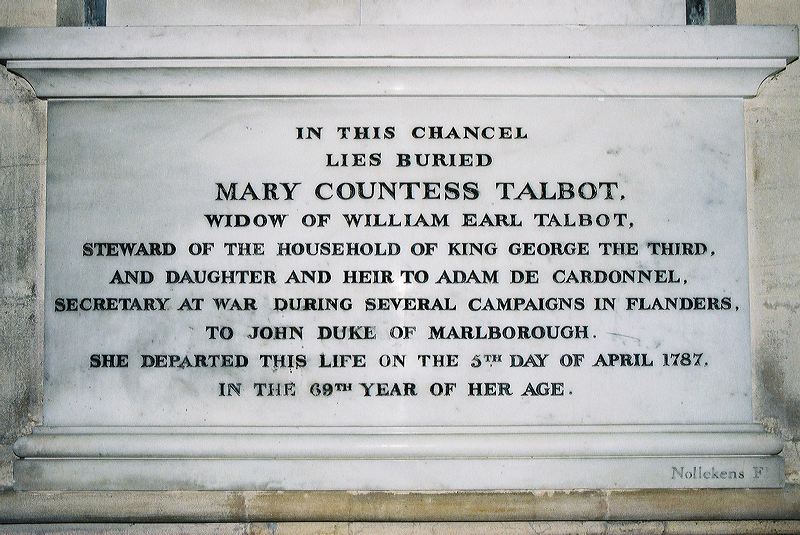 IN THIS CHANCEL
LIES BURIED
MARY COUNTESS TALBOT,
WIDOW OF WILLIAM EARL TALBOT,
STEWARD OF THE HOUSEHOLD OF KING GEORGE THE THIRD,
AND DAUGHTER AND HEIR TO ADAM DE CARDONNEL,
SECRETARY AT WAR DURING SEVERAL CAMPAIGNS IN FLANDERS,
TO JOHN DUKE OF MARLBOROUGH.
SHE DEPARTED THIS LIFE ON THE 5TH DAY OF APRIL 1787.
IN THE 69TH YEAR OF HER AGE.
Nollekens Ft